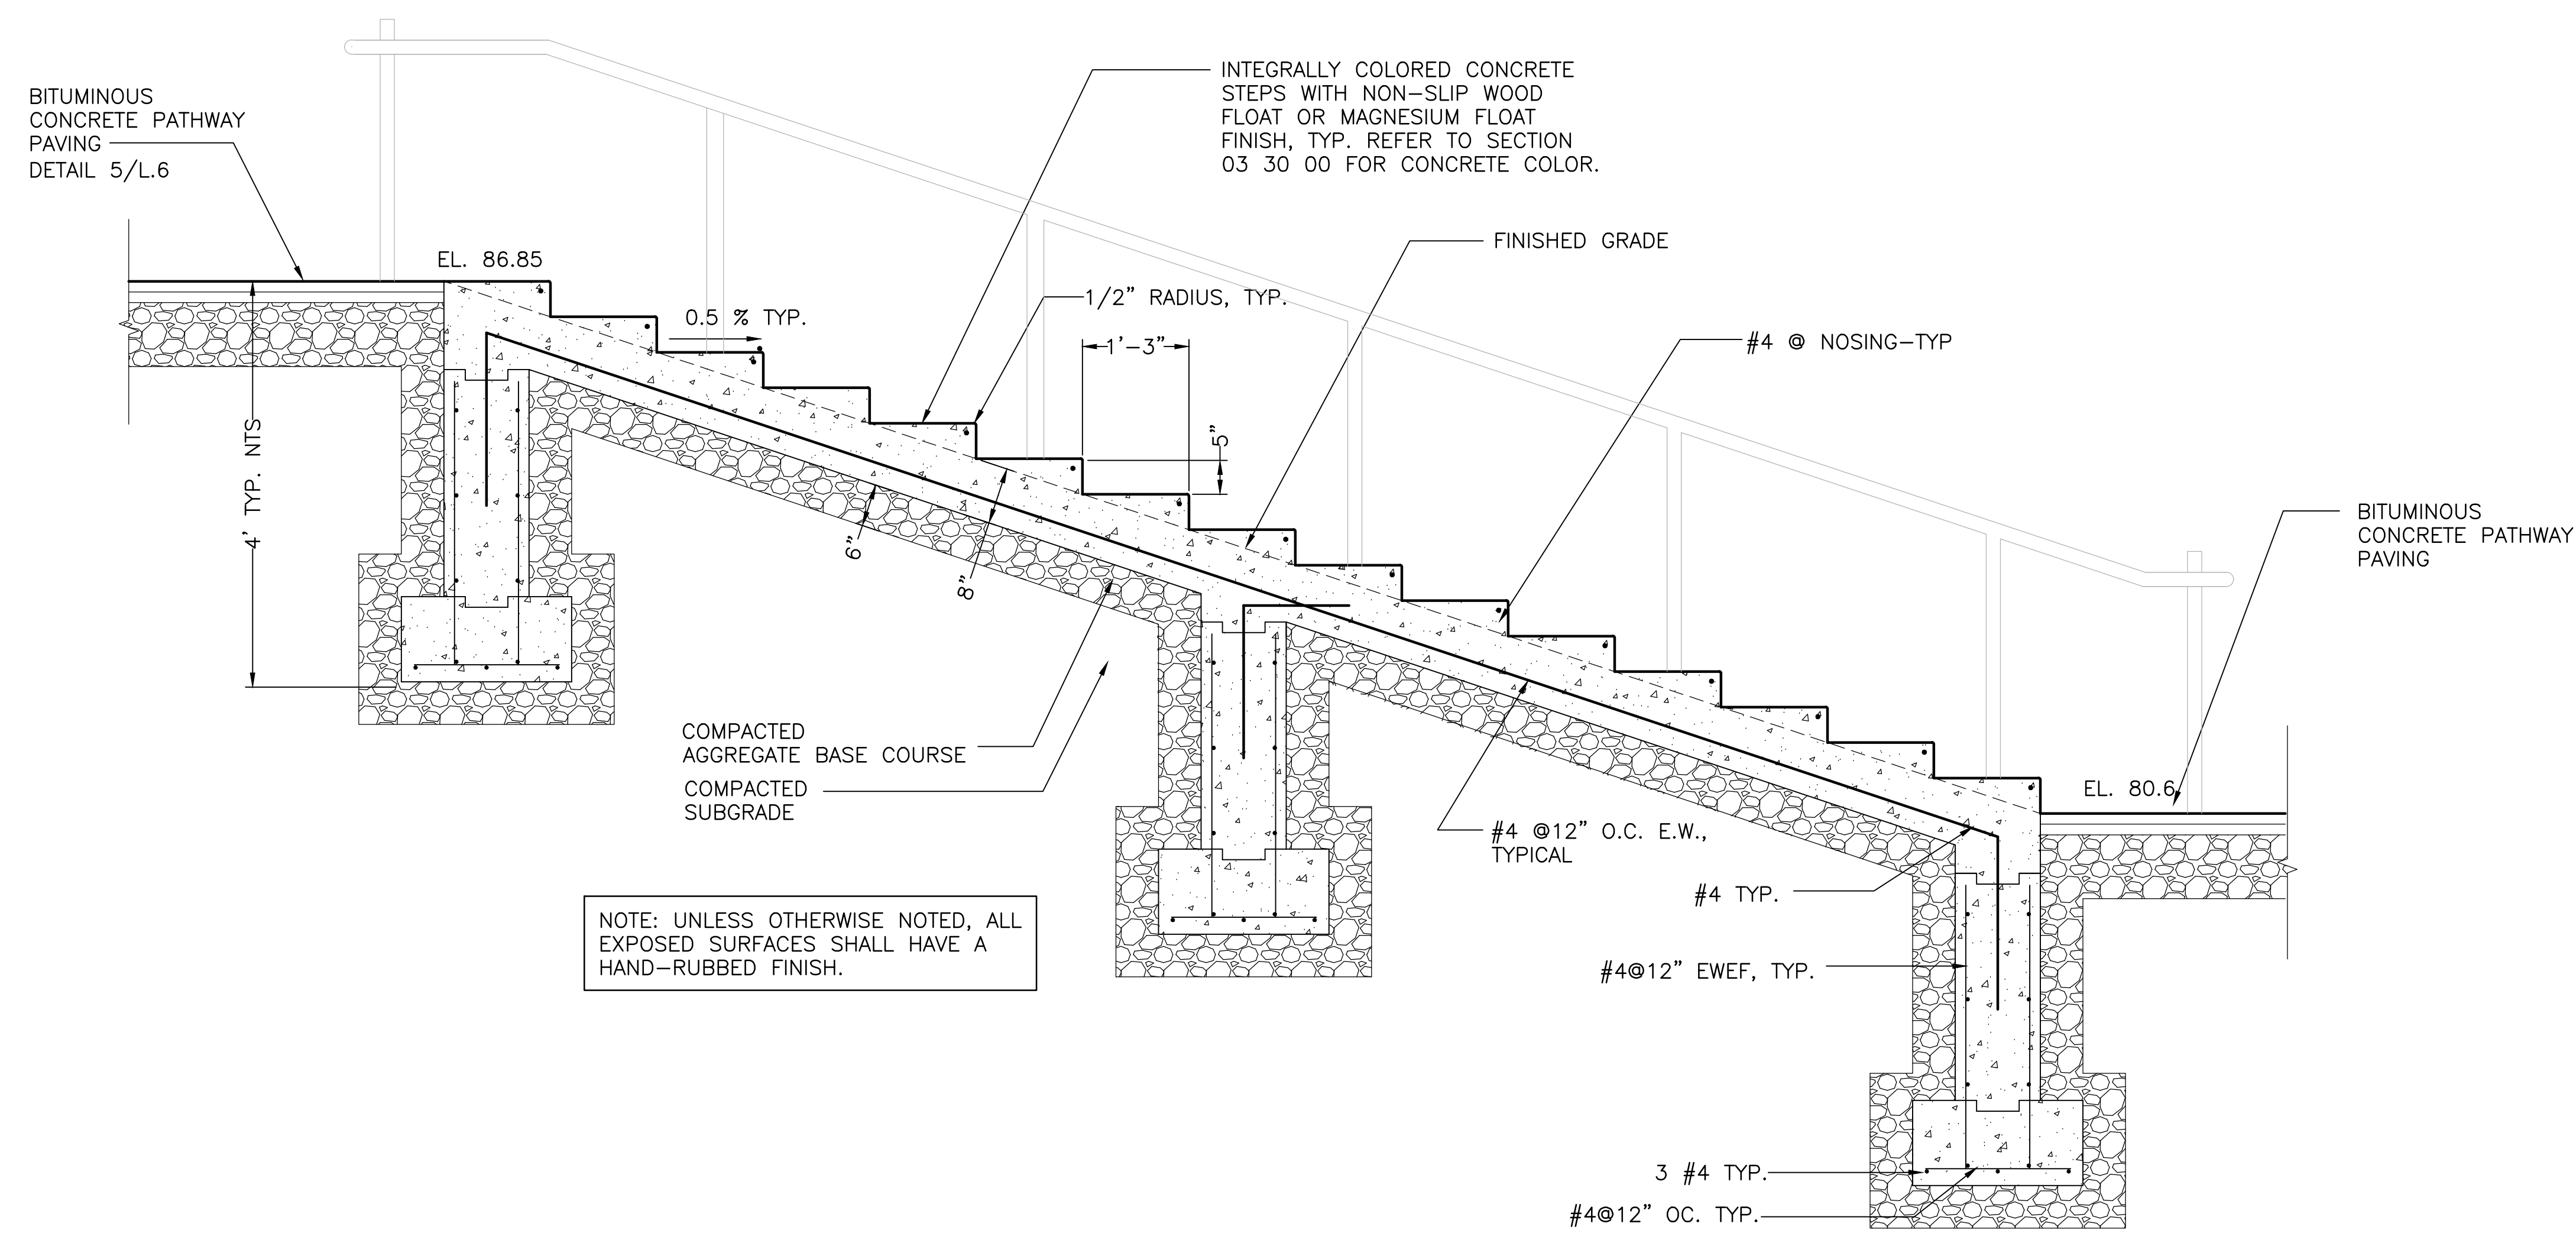 BITUMINOUS
CONCRETE PATHWAY
PAVING
DETAIL 5/L.6
INTEGRALLY COLORED CONCRETE
STEPS WITH NON-SLIP WOOD
FLOAT OR MAGNESIUM FLOAT
FINISH, TYP. REFER TO SECTION
03 30 00 FOR CONCRETE COLOR.
FINISHED GRADE
EL. 86.85
0.5 % TYP.
1/2" RADIUS, TYP.
1'-3"
5"
#4 @ NOSING-TYP
4' TYP. NTS
6"
8"
BITUMINOUS
CONCRETE PATHWAY
PAVING
EL. 80.6
COMPACTED
AGGREGATE BASE COURSE
COMPACTED
SUBGRADE
#4 @12" O.C. E.W.,
TYPICAL
#4 TYP.
NOTE: UNLESS OTHERWISE NOTED, ALL
EXPOSED SURFACES SHALL HAVE A
HAND-RUBBED FINISH.
#4@12" EWEF, TYP.
3 #4 TYP.
#4@12" OC. TYP.